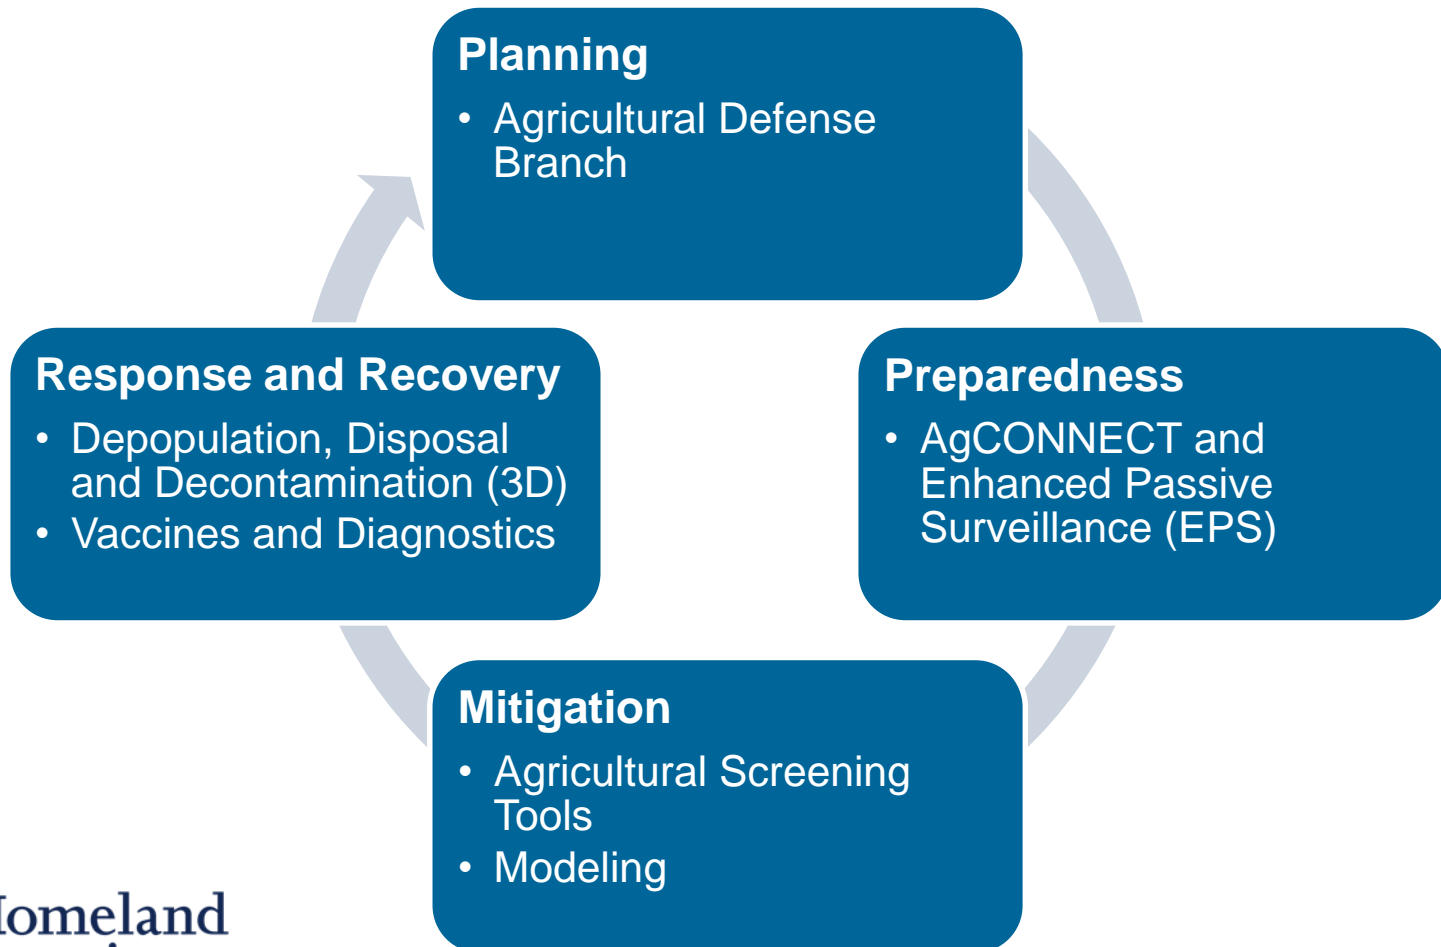 Planning
• Agricultural Defense
Branch
Response and Recovery
• Depopulation, Disposal
and Decontamination (3D)
• Vaccines and Diagnostics
Preparedness
• AgCONNECT and
Enhanced Passive
Surveillance (EPS)
Mitigation
• Agricultural Screening
Tools
• Modeling
Homeland